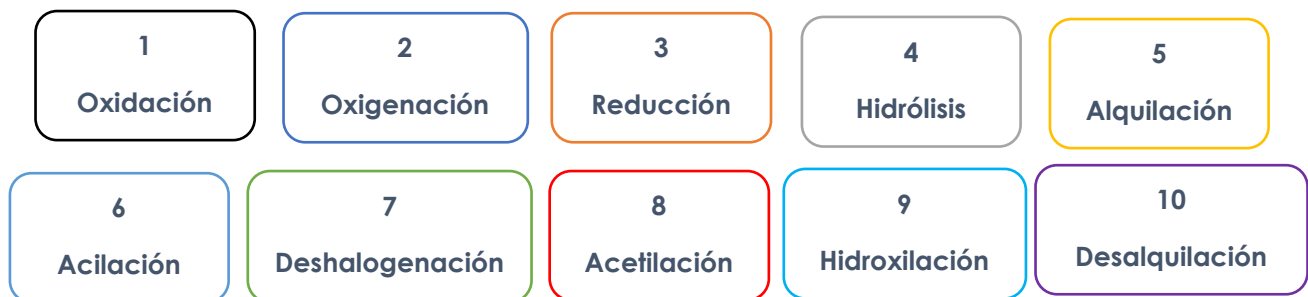 1 2 3 4 5
Oxidación Oxigenación Reducción Hidrólisis Alquilación
6 7 8 9 10
Acilación Deshalogenación Acetilación Hidroxilación Desalquilación